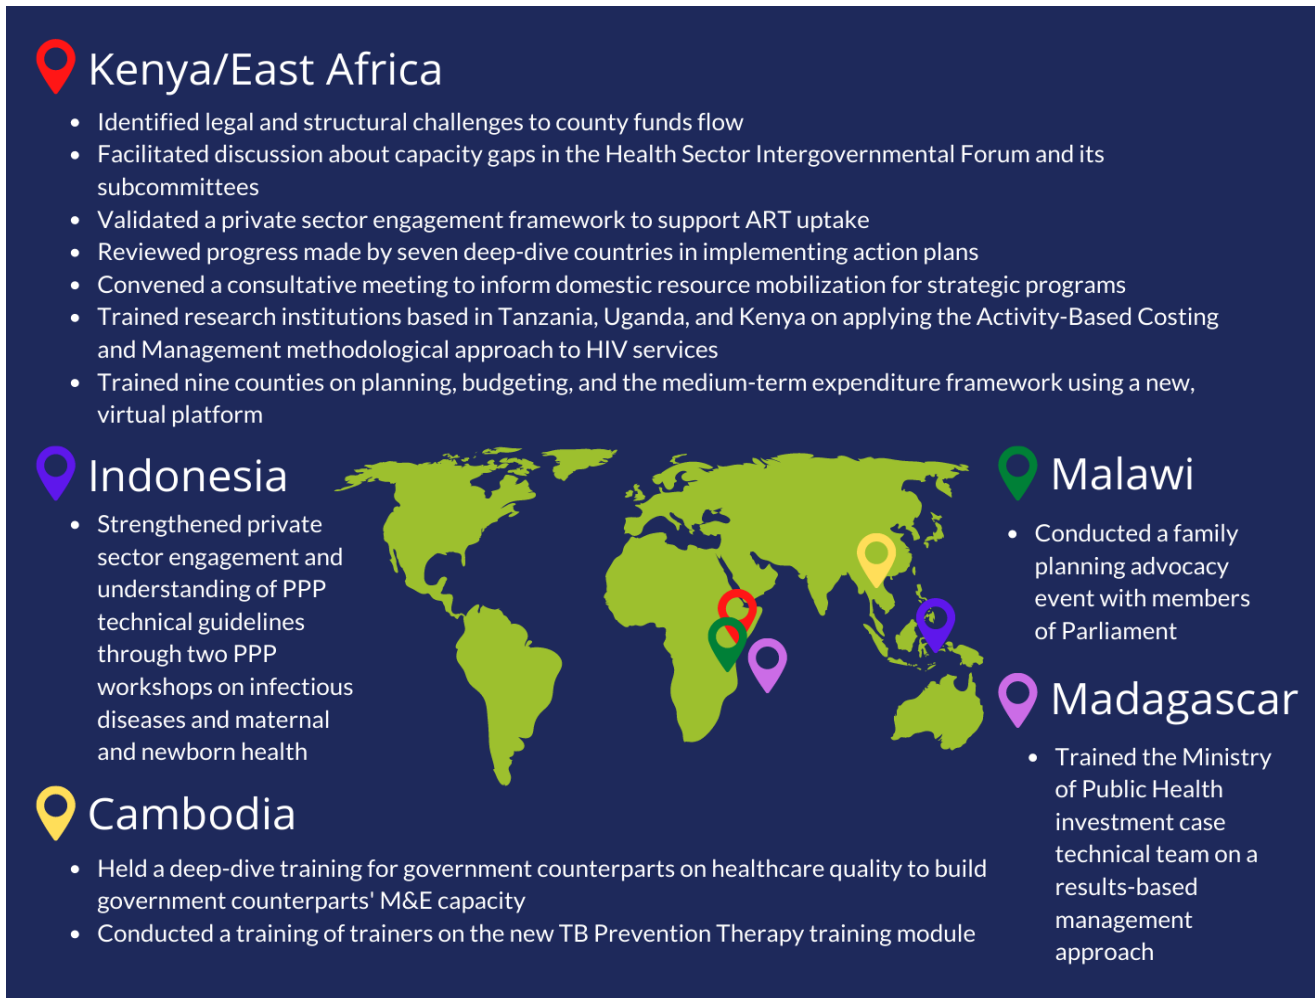 Kenya/East Africa
• Identified legal and structural challenges to county funds flow
• Facilitated discussion about capacity gaps in the Health Sector Intergovernmental Forum and its
subcommittees
• Validated a private sector engagement framework to support ART uptake
• Reviewed progress made by seven deep-dive countries in implementing action plans
• Convened a consultative meeting to inform domestic resource mobilization for strategic programs
• Trained research institutions based in Tanzania, Uganda, and Kenya on applying the Activity-Based Costing
and Management methodological approach to HIV services
• Trained nine counties on planning, budgeting, and the medium-term expenditure framework using a new,
virtual platform
Indonesia
• Strengthened private
sector engagement and
understanding of PPP
technical guidelines
through two PPP
workshops on infectious
diseases and maternal
and newborn health
Malawi
• Conducted a family
planning advocacy
event with members
of Parliament
Madagascar
• Trained the Ministry
of Public Health
investment case
technical team on a
results-based
management
approach
Cambodia
• Held a deep-dive training for government counterparts on healthcare quality to build
government counterparts' M&E capacity
• Conducted a training of trainers on the new TB Prevention Therapy training module